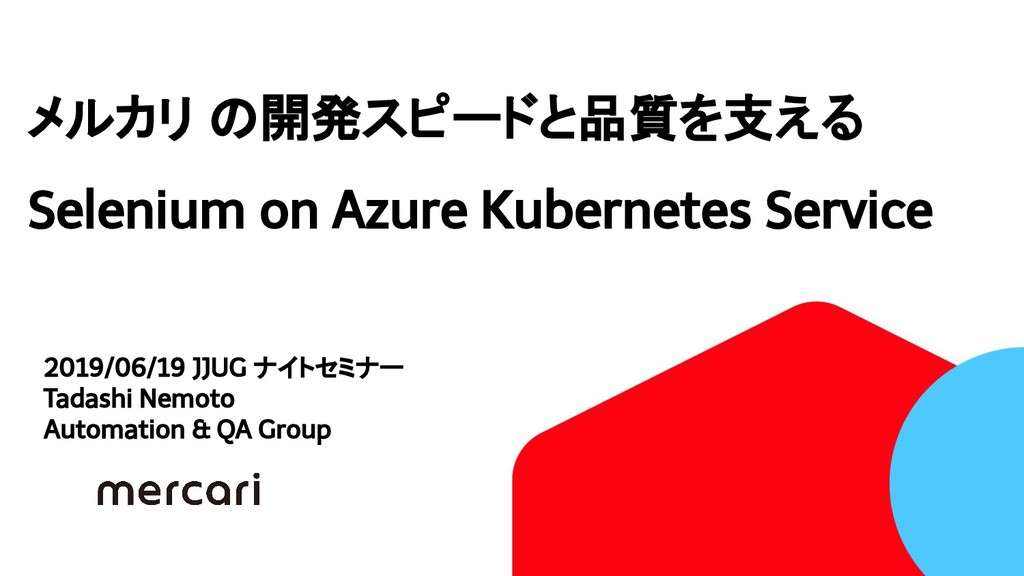 メルカリ の開発スピードと品質を支える
Selenium on Azure Kubernetes Service
2019/06/19 JJUG ナイトセミナー
Tadashi Nemoto
Automation & QA Group
mercari